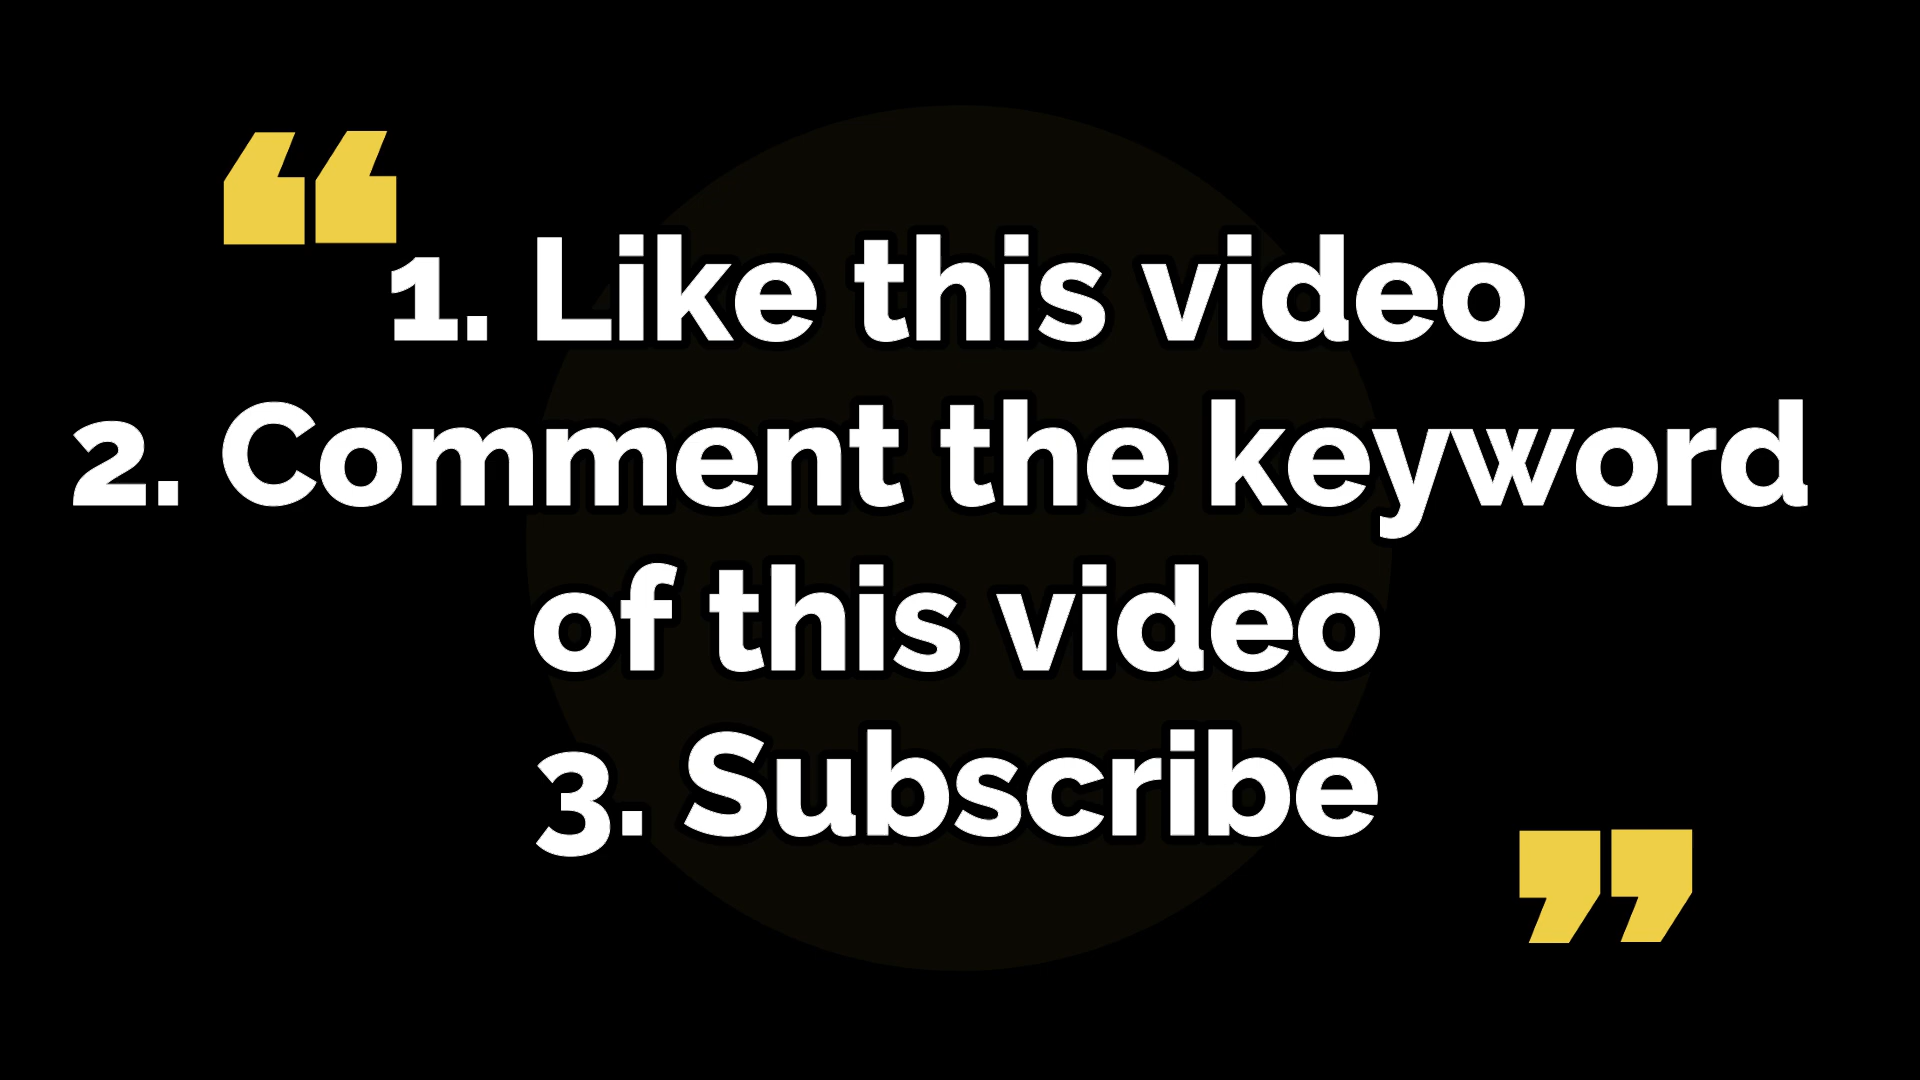 “
1. Like this video
2. Comment the keyword
of this video
3. Subscribe
”